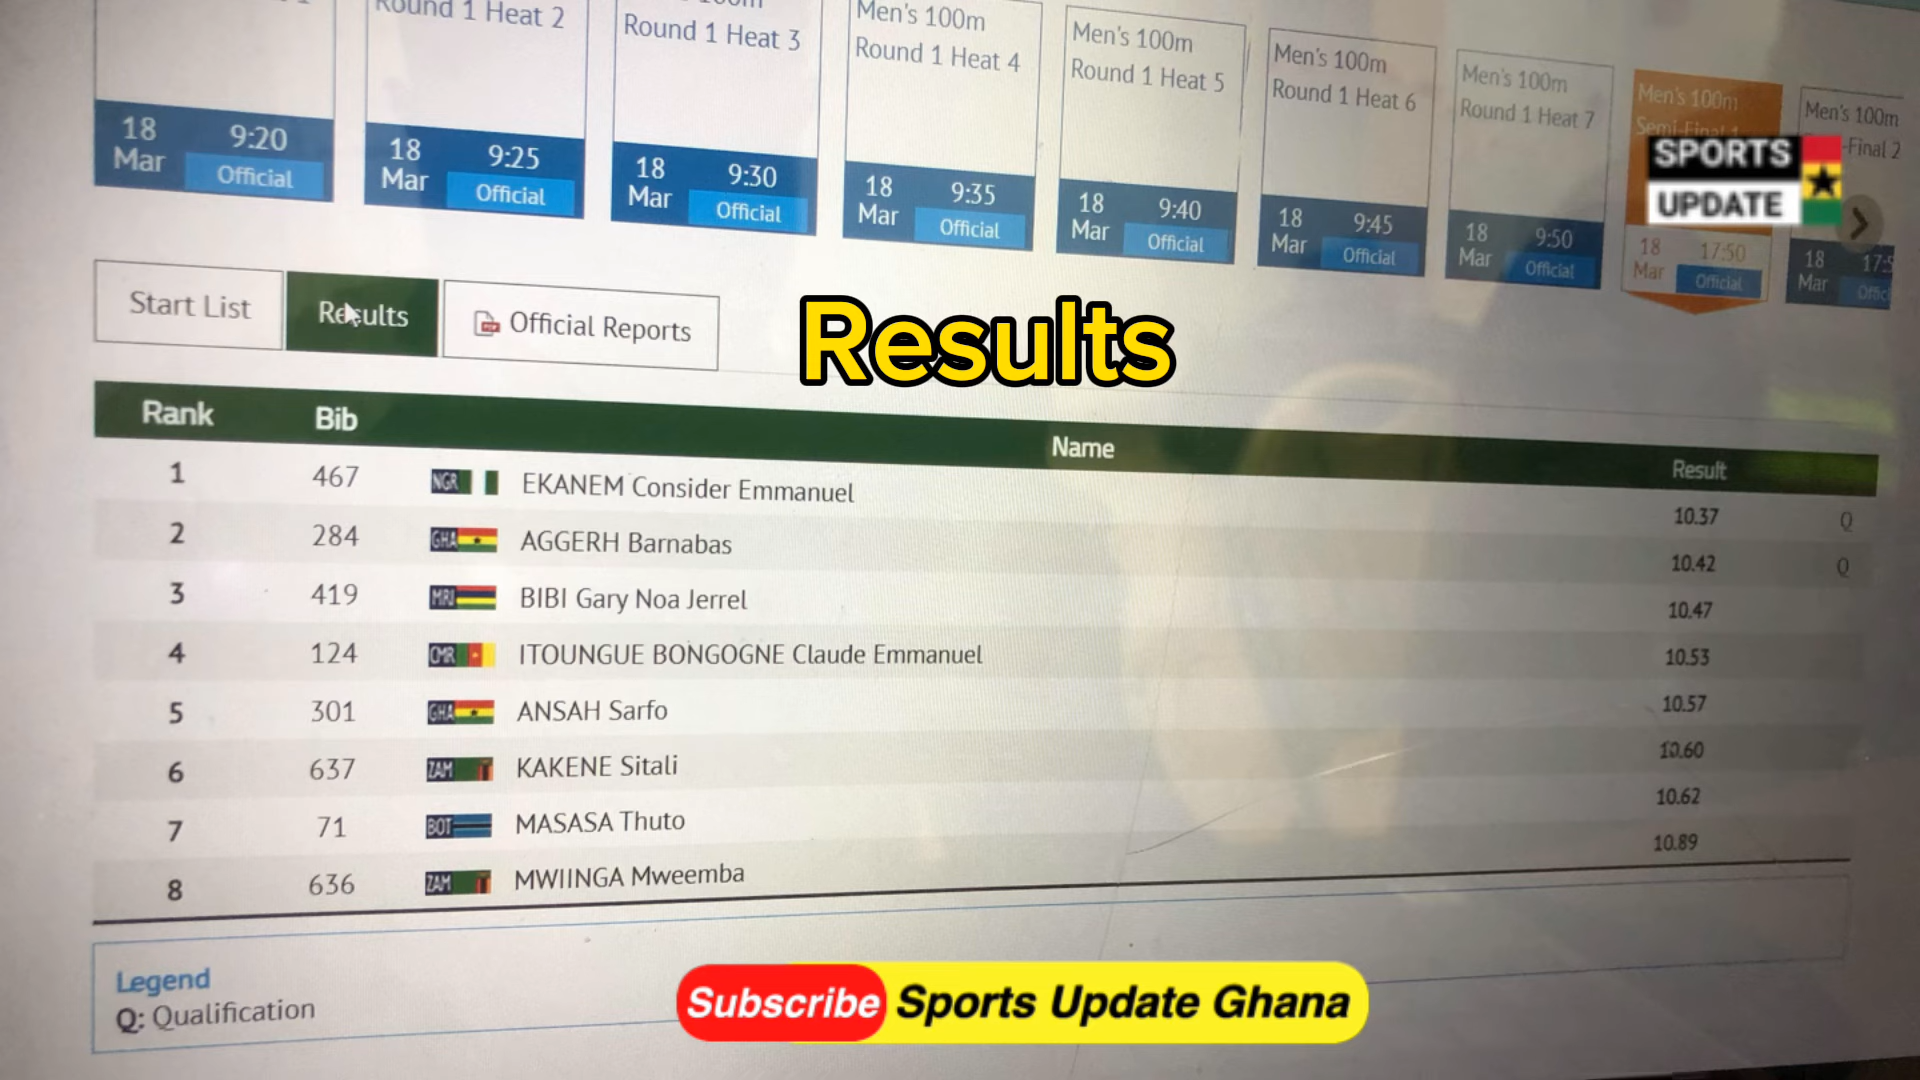 Round 1 Heat 2
Round 1 Heat 3
Men's 100m
Round 1 Heat 4
Men's 100m
Round 1 Heat 5
Men's 100m
Round 1 Heat 6
Men's 100m
Round 1 Heat 7
Men's 100m
Semi-Final 1
Men's 100m
-Final 2
18 Mar 9:20 Official
18 Mar 9:25 Official
18 Mar 9:30 Official
18 Mar 9:35 Official
18 Mar 9:40 Official
18 Mar 9:45 Official
18 Mar 9:50 Official
18 Mar 17:50 Official
18 Mar
SPORTS
UPDATE
Start List Results Official Reports
Results
Rank Bib Name Result
1 467 NGR EKANEM Consider Emmanuel 10.37 Q
2 284 GHA AGGERH Barnabas 10.42 Q
3 419 MRI BIBI Gary Noa Jerrel 10.47
4 124 CMR ITOUNGUE BONGOGNE Claude Emmanuel 10.53
5 301 GHA ANSAH Sarfo 10.57
6 637 ZAM KAKENE Sitali 10.60
7 71 BOT MASASA Thuto 10.62
8 636 ZAM MWIINGA Mweemba 10.89
Legend
Q: Qualification
Subscribe Sports Update Ghana